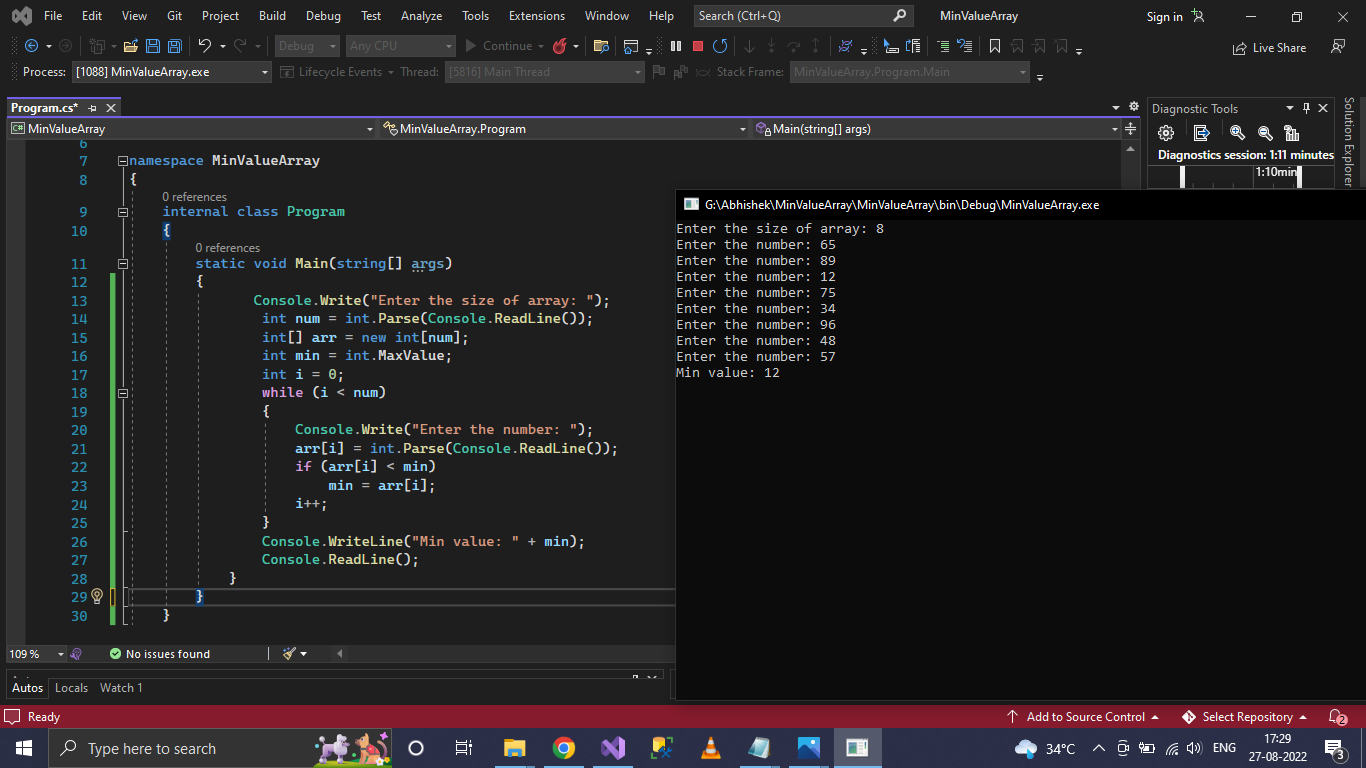 File Edit View Git Project Build Debug Test Analyze Tools Extensions Window Help Search (Ctrl+Q) MinValueArray Sign in
Debug Any CPU Continue Live Share
Process: [1088] MinValueArray.exe Lifecycle Events Thread: [5816] Main Thread Stack Frame: MinValueArray.Program.Main
Program.cs*
MinValueArray MinValueArray.Program Main(string[] args)
6
7 namespace MinValueArray
8 {
0 references
9 internal class Program
10 {
0 references
11 static void Main(string[] args)
12 {
13 Console.Write("Enter the size of array: ");
14 int num = int.Parse(Console.ReadLine());
15 int[] arr = new int[num];
16 int min = int.MaxValue;
17 int i = 0;
18 while (i < num)
19 {
20 Console.Write("Enter the number: ");
21 arr[i] = int.Parse(Console.ReadLine());
22 if (arr[i] < min)
23 min = arr[i];
24 i++;
25 }
26 Console.WriteLine("Min value: " + min);
27 Console.ReadLine();
28 }
29 }
30 }
109 % No issues found
Autos Locals Watch 1
Diagnostic Tools
Diagnostics session: 1:11 minutes
1:10min
Solution Explorer
G:\Abhishek\MinValueArray\MinValueArray\bin\Debug\MinValueArray.exe
Enter the size of array: 8
Enter the number: 65
Enter the number: 89
Enter the number: 12
Enter the number: 75
Enter the number: 34
Enter the number: 96
Enter the number: 48
Enter the number: 57
Min value: 12
Ready Add to Source Control Select Repository 2
Type here to search 34°C ENG 17:29
27-08-2022 3